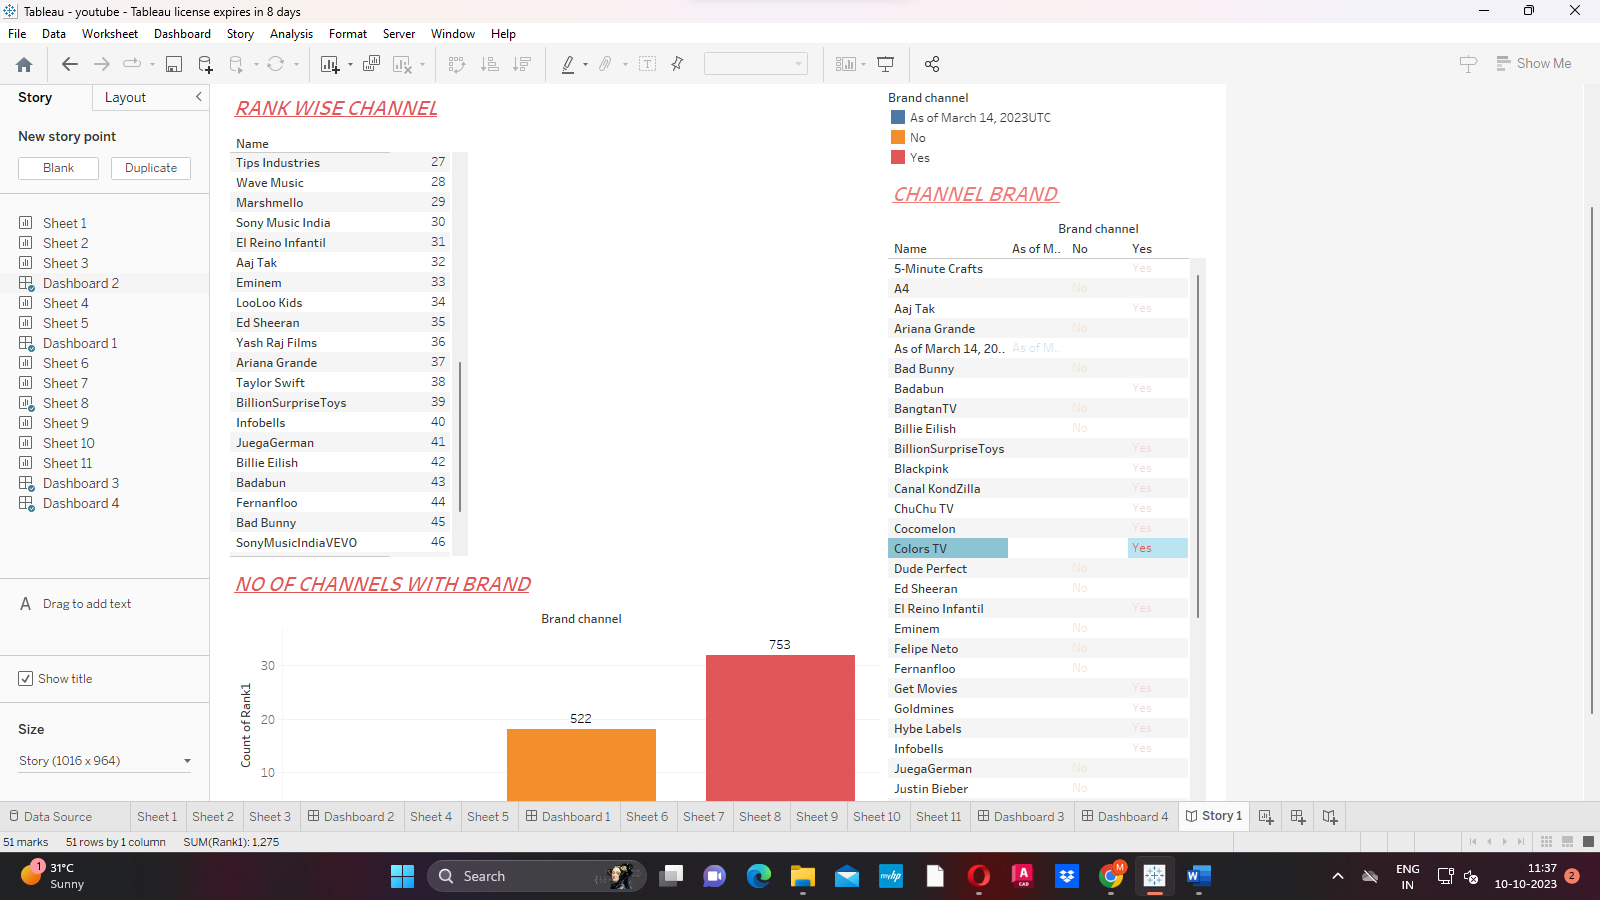 Tableau - youtube - Tableau license expires in 8 days
File Data Worksheet Dashboard Story Analysis Format Server Window Help
Show Me
Story Layout
New story point
Blank Duplicate
Sheet 1
Sheet 2
Sheet 3
Dashboard 2
Sheet 4
Sheet 5
Dashboard 1
Sheet 6
Sheet 7
Sheet 8
Sheet 9
Sheet 10
Sheet 11
Dashboard 3
Dashboard 4
A Drag to add text
Show title
Size
Story (1016 x 964)
RANK WISE CHANNEL
Name
Tips Industries 27
Wave Music 28
Marshmello 29
Sony Music India 30
El Reino Infantil 31
Aaj Tak 32
Eminem 33
LooLoo Kids 34
Ed Sheeran 35
Yash Raj Films 36
Ariana Grande 37
Taylor Swift 38
BillionSurpriseToys 39
Infobells 40
JuegaGerman 41
Billie Eilish 42
Badabun 43
Fernanfloo 44
Bad Bunny 45
SonyMusicIndiaVEVO 46
NO OF CHANNELS WITH BRAND
Brand channel
753
522
30
20
10
Count of Rank1
Brand channel
As of March 14, 2023UTC
No
Yes
CHANNEL BRAND
Brand channel
Name As of M.. No Yes
5-Minute Crafts Yes
A4 No
Aaj Tak Yes
Ariana Grande No
As of March 14, 20.. As of M..
Bad Bunny No
Badabun Yes
BangtanTV No
Billie Eilish No
BillionSurpriseToys Yes
Blackpink Yes
Canal KondZilla Yes
ChuChu TV Yes
Cocomelon Yes
Colors TV Yes
Dude Perfect No
Ed Sheeran No
El Reino Infantil Yes
Eminem No
Felipe Neto No
Fernanfloo No
Get Movies Yes
Goldmines Yes
Hybe Labels Yes
Infobells Yes
JuegaGerman No
Justin Bieber No
Data Source Sheet 1 Sheet 2 Sheet 3 Dashboard 2 Sheet 4 Sheet 5 Dashboard 1 Sheet 6 Sheet 7 Sheet 8 Sheet 9 Sheet 10 Sheet 11 Dashboard 3 Dashboard 4 Story 1
51 marks 51 rows by 1 column SUM(Rank1): 1,275
1
31°C
Sunny
Search
myhp
A
CAD
M
W
ENG
IN
11:37
10-10-2023
2